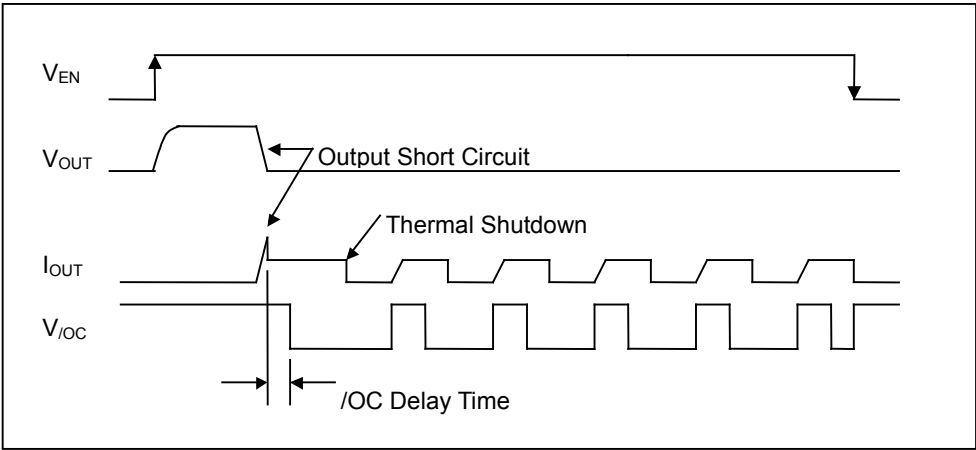 VEN
VOUT
Output Short Circuit
Thermal Shutdown
IOUT
V/OC
/OC Delay Time